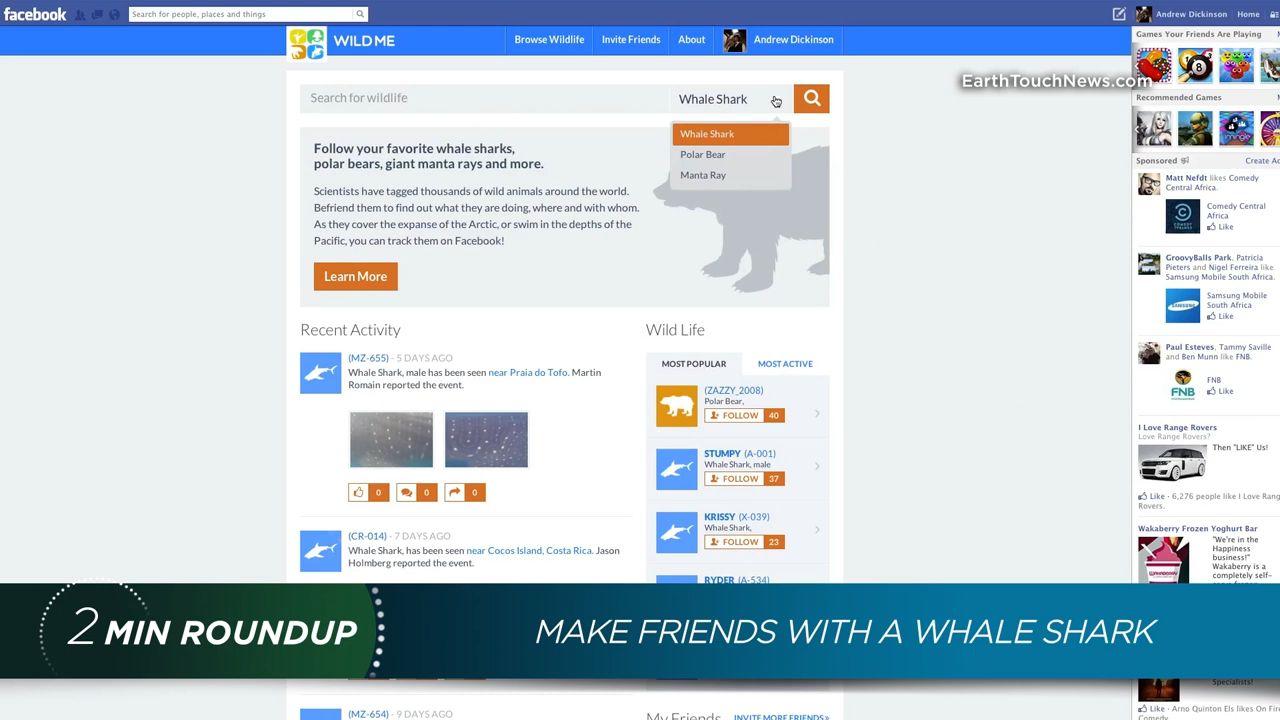 facebook
Search for people, places and things
Andrew Dickinson
Home
WILD ME
Browse Wildlife
Invite Friends
About
Andrew Dickinson
EarthTouchNews.com
Search for wildlife
Whale Shark
Whale Shark
Polar Bear
Manta Ray
Follow your favorite whale sharks,
polar bears, giant manta rays and more.
Scientists have tagged thousands of wild animals around the world.
Befriend them to find out what they are doing, where and with whom.
As they cover the expanse of the Arctic, or swim in the depths of the
Pacific, you can track them on Facebook!
Learn More
Recent Activity
(MZ-655) - 5 DAYS AGO
Whale Shark, male has been seen near Praia do Tofo. Martin
Romain reported the event.
0
0
0
(CR-014) - 7 DAYS AGO
Whale Shark, has been seen near Cocos Island, Costa Rica. Jason
Holmberg reported the event.
(MZ-654) - 9 DAYS AGO
Wild Life
MOST POPULAR
MOST ACTIVE
(ZAZZY_2008)
Polar Bear,
FOLLOW 40
STUMPY (A-001)
Whale Shark, male
FOLLOW 37
KRISSY (X-039)
Whale Shark,
FOLLOW 23
RYDER (A-534)
My Friends
INVITE MORE FRIENDS»
Games Your Friends Are Playing
Recommended Games
Sponsored
Create Ad
Matt Nefdt likes Comedy
Central Africa.
Comedy Central
Africa
Like
GroovyBalls Park, Patricia
Pieters and Nigel Ferreira like
Samsung Mobile South Africa.
Samsung Mobile
South Africa
Like
Paul Esteves, Tammy Saville
and Ben Munn like FNB.
FNB
FNB
Like
I Love Range Rovers
Love Range Rovers?
Then "LIKE" Us!
Like · 6,276 people like I Love Range
Rovers.
Wakaberry Frozen Yoghurt Bar
"We're in the
Happiness
business!"
Wakaberry is a
completely self-
Specialists!
Like · Arno Quinton Els likes On Fire
2 MIN ROUNDUP
MAKE FRIENDS WITH A WHALE SHARK